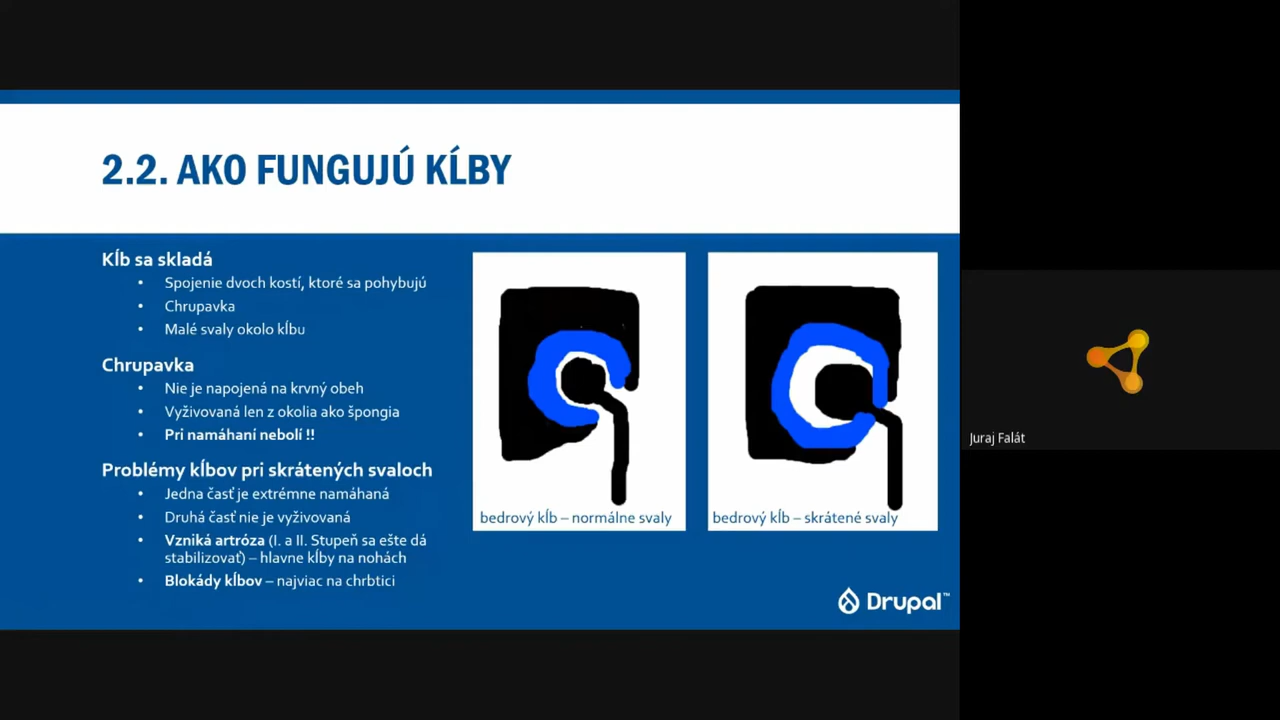 2.2. AKO FUNGUJÚ KĹBY
Kĺb sa skladá
• Spojenie dvoch kostí, ktoré sa pohybujú
• Chrupavka
• Malé svaly okolo kĺbu
Chrupavka
• Nie je napojená na krvný obeh
• Vyživovaná len z okolia ako špongia
• Pri namáhaní nebolí !!
Problémy kĺbov pri skrátených svaloch
• Jedna časť je extrémne namáhaná
• Druhá časť nie je vyživovaná
• Vzniká artróza (I. a II. Stupeň sa ešte dá
stabilizovať) – hlavne kĺby na nohách
• Blokády kĺbov – najviac na chrbtici
bedrový kĺb – normálne svaly
bedrový kĺb – skrátené svaly
Drupal™
Juraj Falát